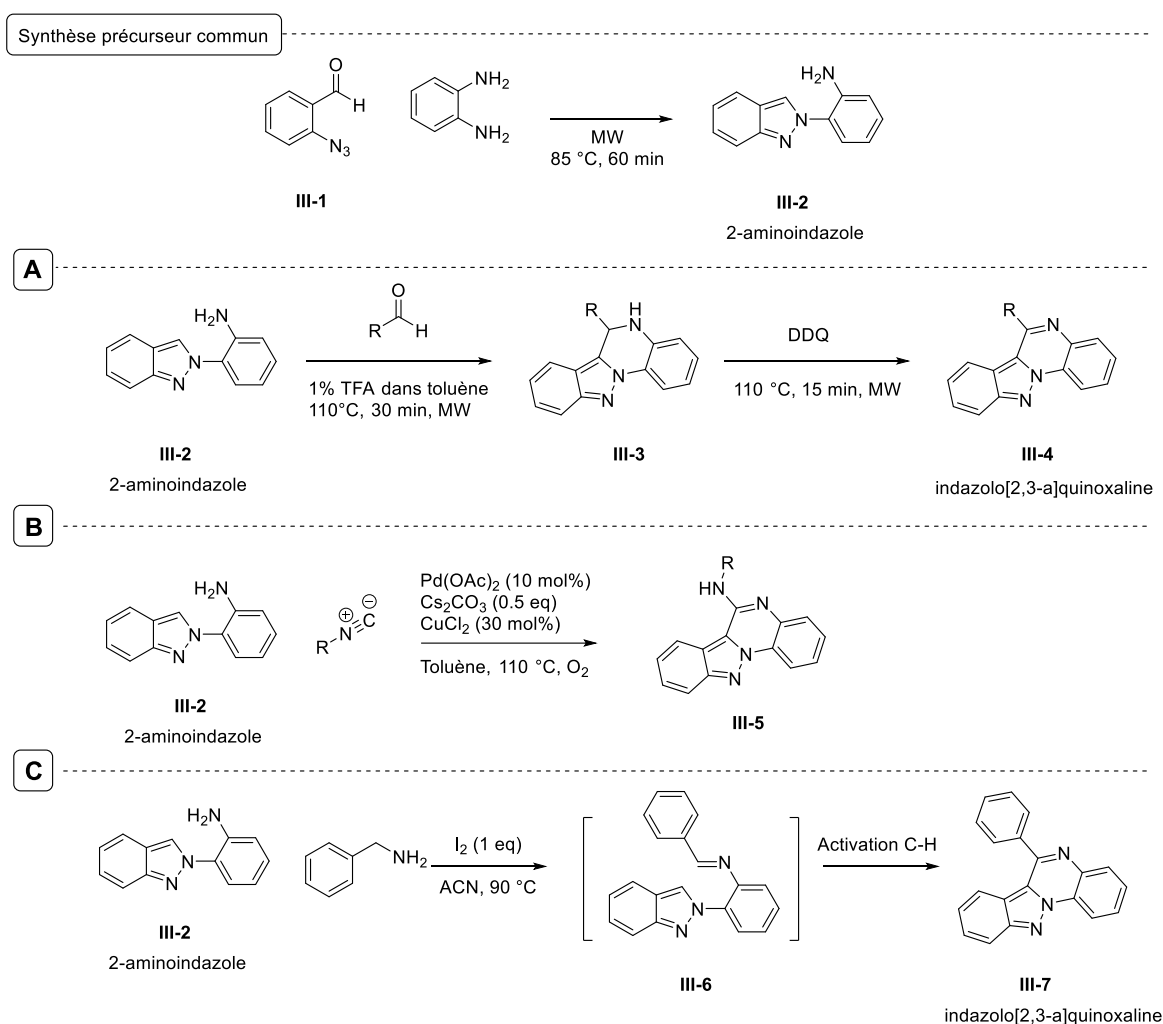 Synthèse précurseur commun
O
H
N3
NH2
NH2
MW
85 °C, 60 min
H2N
N
N
III-1
III-2
2-aminoindazole
A
H2N
N
N
O
R
H
1% TFA dans toluène
110°C, 30 min, MW
R
H
N
N
N
DDQ
110 °C, 15 min, MW
R
N
N
N
III-2
III-3
III-4
2-aminoindazole
indazolo[2,3-a]quinoxaline
B
H2N
N
N
R
N
C
+
−
Pd(OAc)2 (10 mol%)
Cs2CO3 (0.5 eq)
CuCl2 (30 mol%)
Toluène, 110 °C, O2
R
HN
N
N
N
III-2
2-aminoindazole
III-5
C
H2N
N
N
NH2
I2 (1 eq)
ACN, 90 °C
N
N
N
Activation C-H
N
N
N
III-2
2-aminoindazole
III-6
III-7
indazolo[2,3-a]quinoxaline